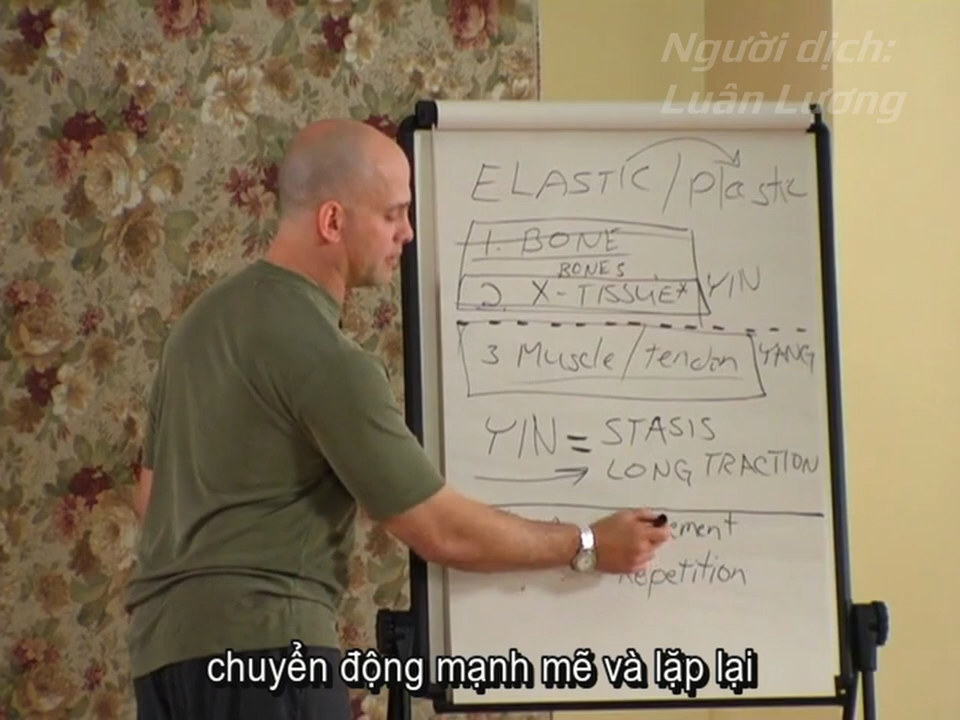 Người dịch:
Luân Lương
ELASTIC / plastic
1. BONE
BONES
2. X-TISSUE* YIN
3 Muscle/tendon YANG
YIN = STASIS
LONG TRACTION
Repetition
chuyển động mạnh mẽ và lặp lại